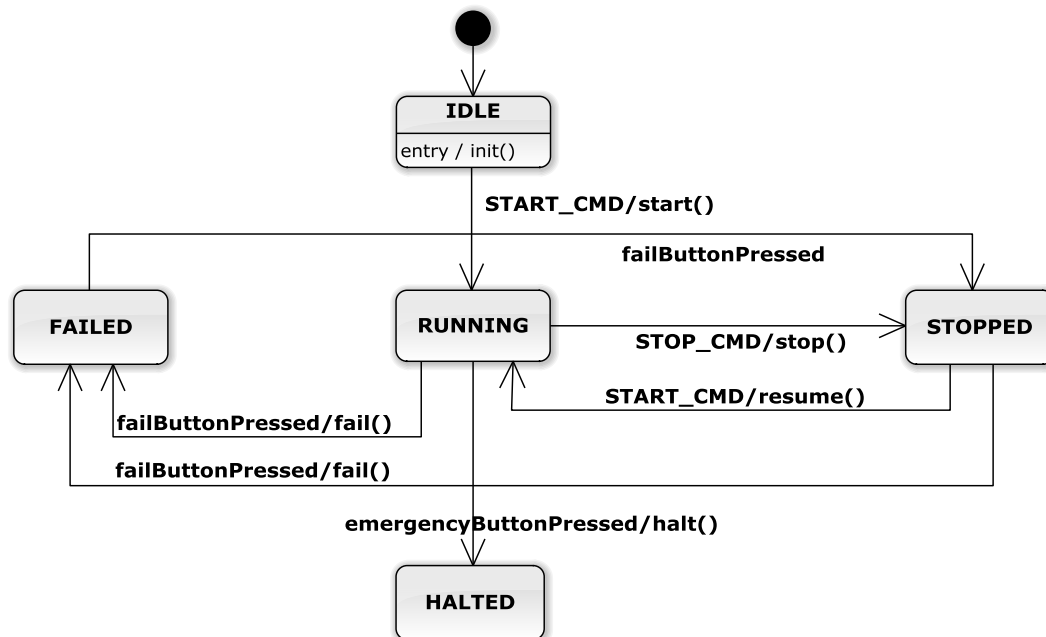 IDLE
entry / init()
START_CMD/start()
failButtonPressed
FAILED
RUNNING
STOPPED
STOP_CMD/stop()
START_CMD/resume()
failButtonPressed/fail()
failButtonPressed/fail()
emergencyButtonPressed/halt()
HALTED